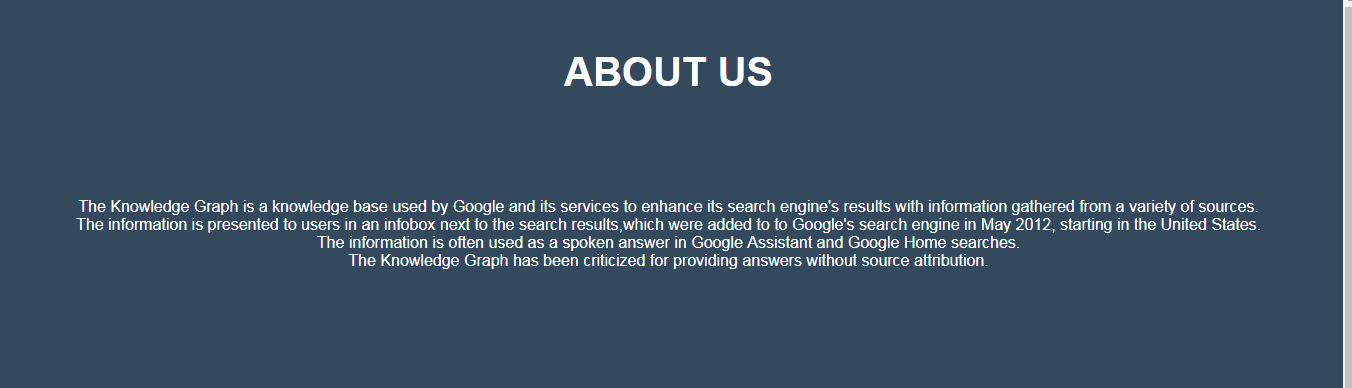 ABOUT US
The Knowledge Graph is a knowledge base used by Google and its services to enhance its search engine's results with information gathered from a variety of sources.
The information is presented to users in an infobox next to the search results,which were added to to Google's search engine in May 2012, starting in the United States.
The information is often used as a spoken answer in Google Assistant and Google Home searches.
The Knowledge Graph has been criticized for providing answers without source attribution.